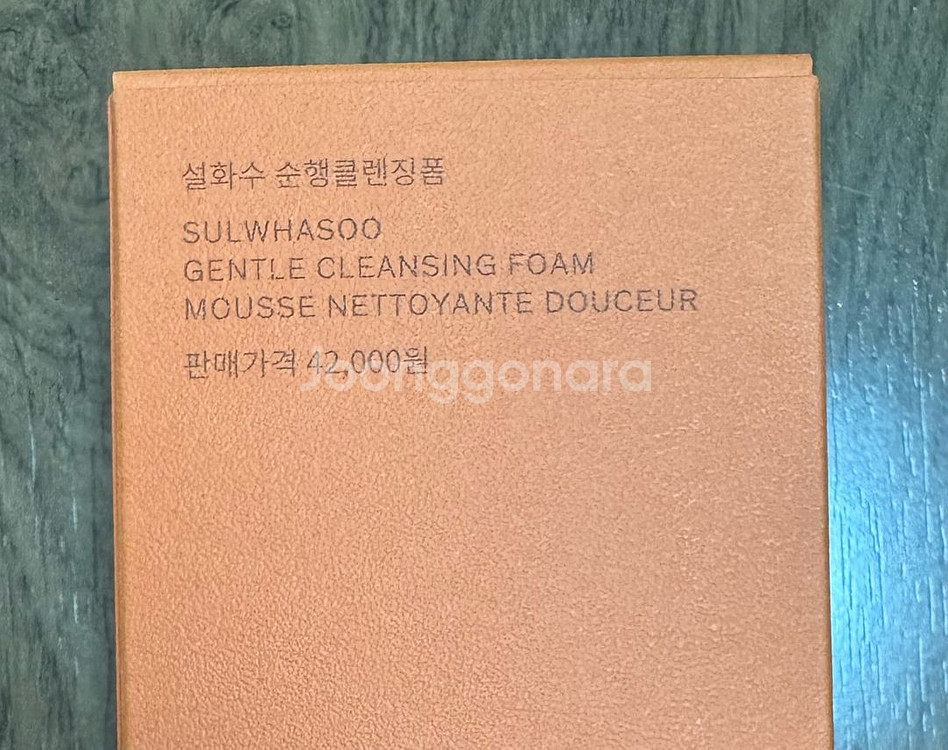 설화수 순행클렌징폼
SULWHASOO
GENTLE CLEANSING FOAM
MOUSSE NETTOYANTE DOUCEUR
판매가격 42,000원
Joonggonara